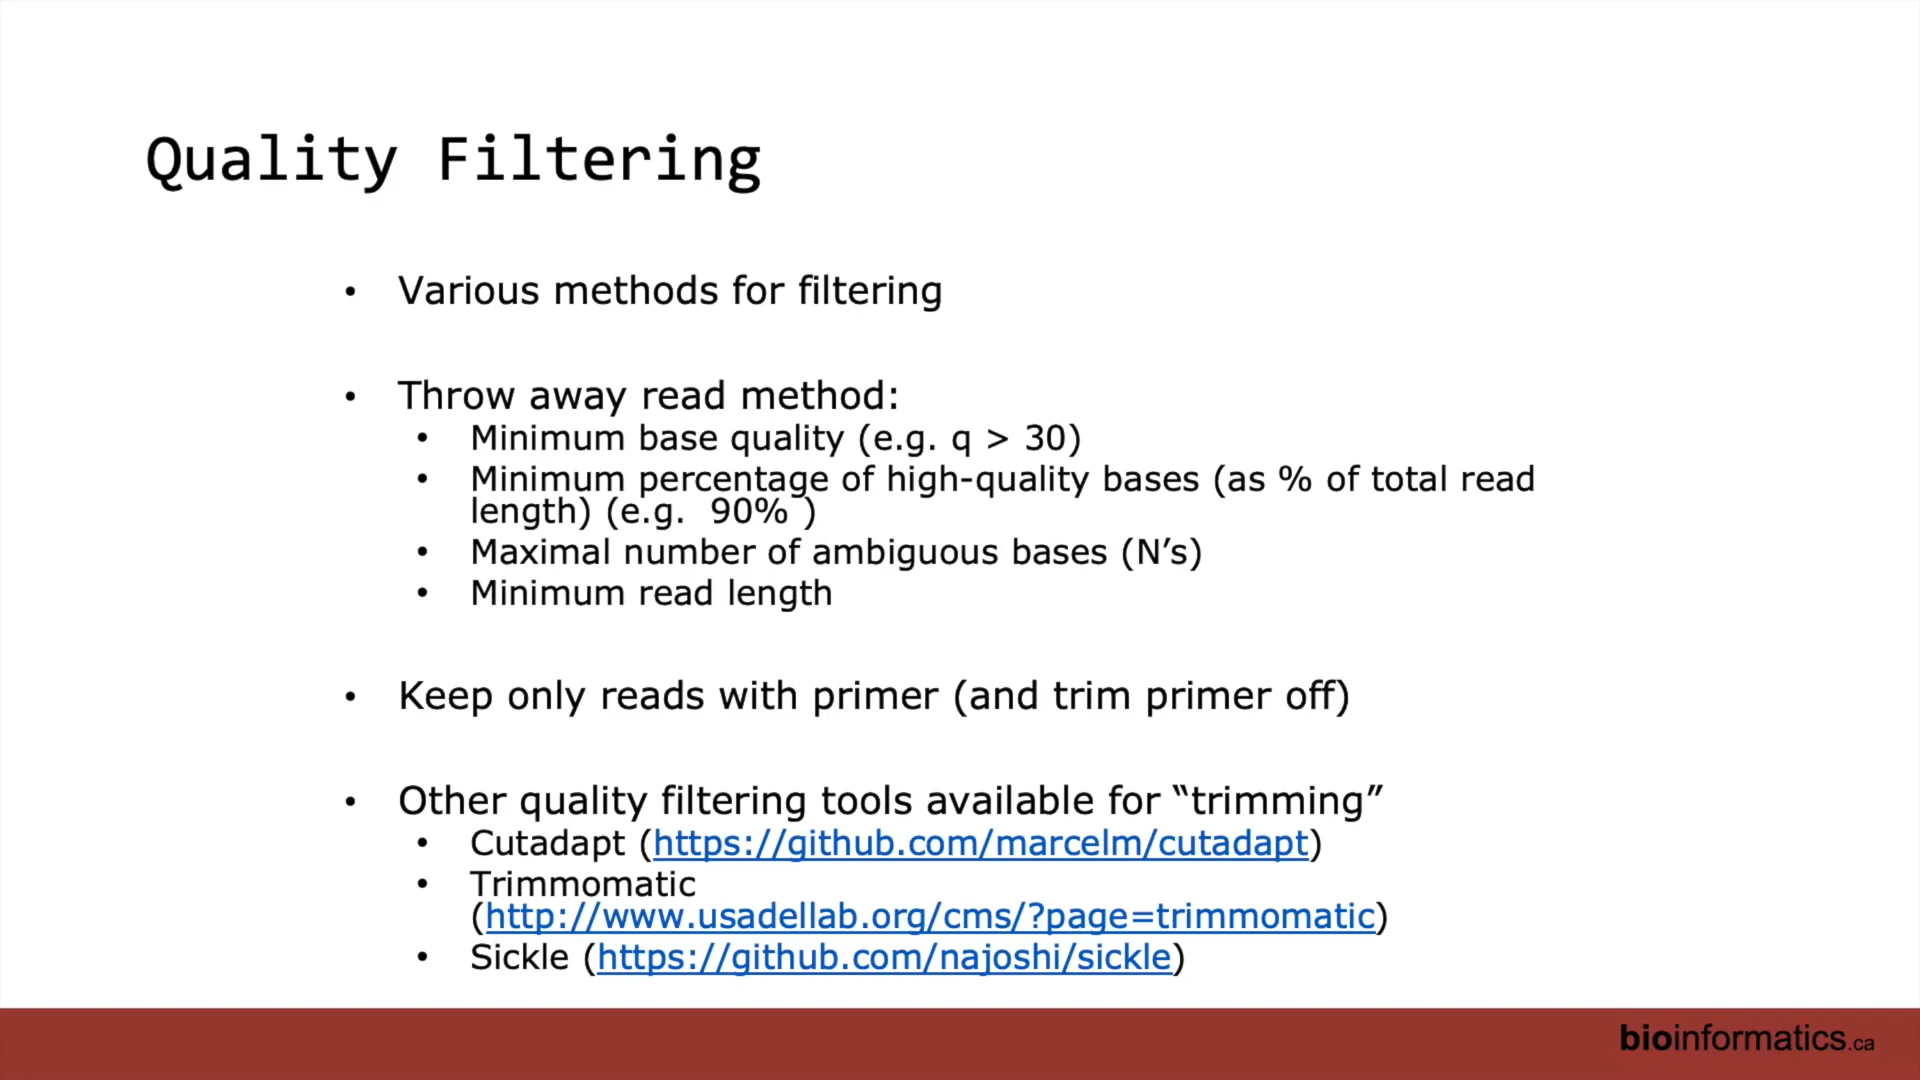 Quality Filtering
• Various methods for filtering
• Throw away read method:
• Minimum base quality (e.g. q > 30)
• Minimum percentage of high-quality bases (as % of total read
length) (e.g.  90% )
• Maximal number of ambiguous bases (N’s)
• Minimum read length
• Keep only reads with primer (and trim primer off)
• Other quality filtering tools available for “trimming”
• Cutadapt (https://github.com/marcelm/cutadapt)
• Trimmomatic
(http://www.usadellab.org/cms/?page=trimmomatic)
• Sickle (https://github.com/najoshi/sickle)
bioinformatics.ca